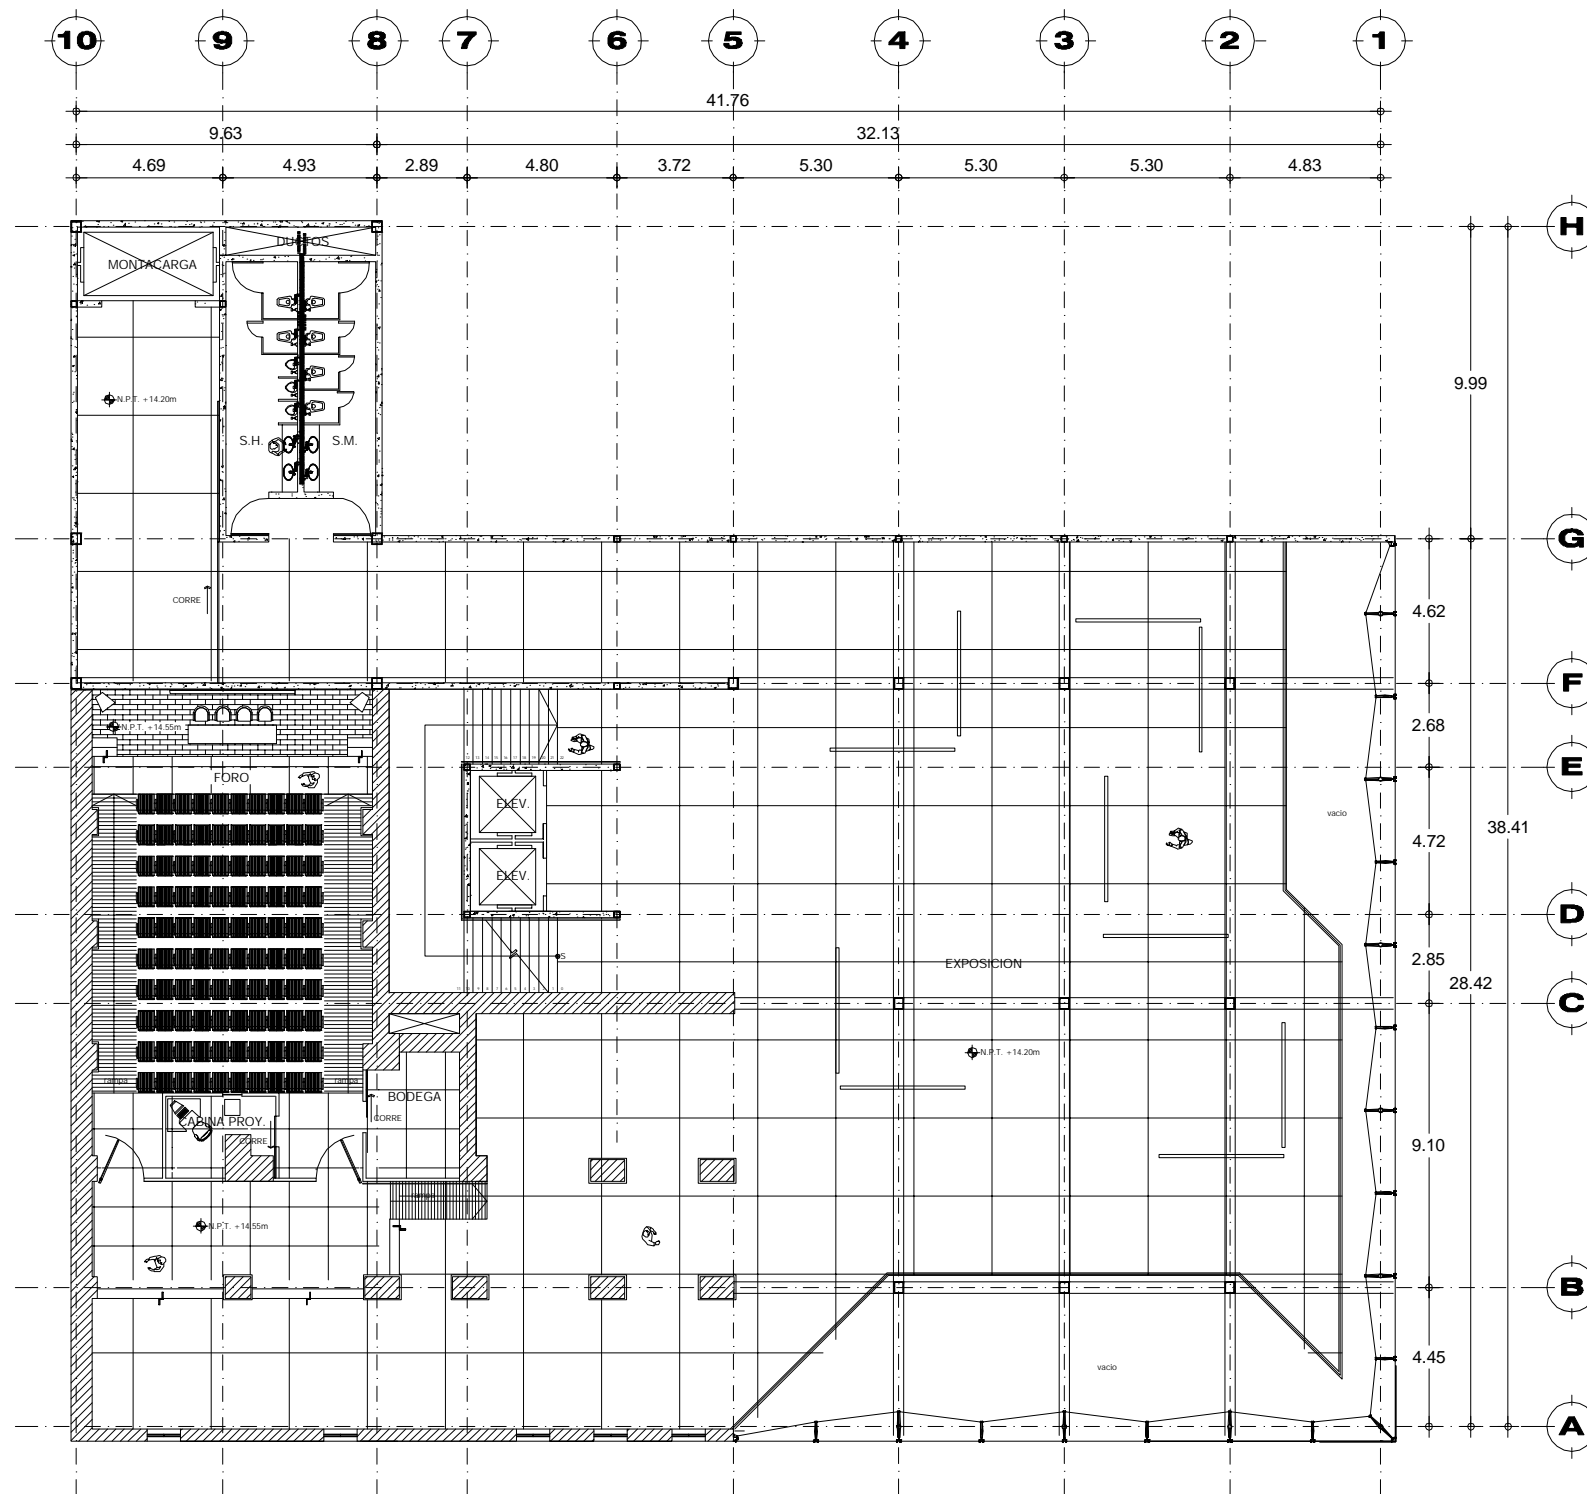 10 9 8 7 6 5 4 3 2 1
41.76
9.63 32.13
4.69 4.93 2.89 4.80 3.72 5.30 5.30 5.30 4.83
H
DUCTOS
MONTACARGA
9.99
N.P.T. +14.20m
S.H. S.M.
G
CORRE
4.62
F
N.P.T. +14.55m
2.68
E
FORO
ELEV.
vacio
38.41
4.72
ELEV.
D
S
EXPOSICION
2.85
28.42
C
N.P.T. +14.20m
rampa rampa
BODEGA
CORRE
CABINA PROY.
CORRE
9.10
rampa
N.P.T. +14.55m
B
4.45
vacio
A